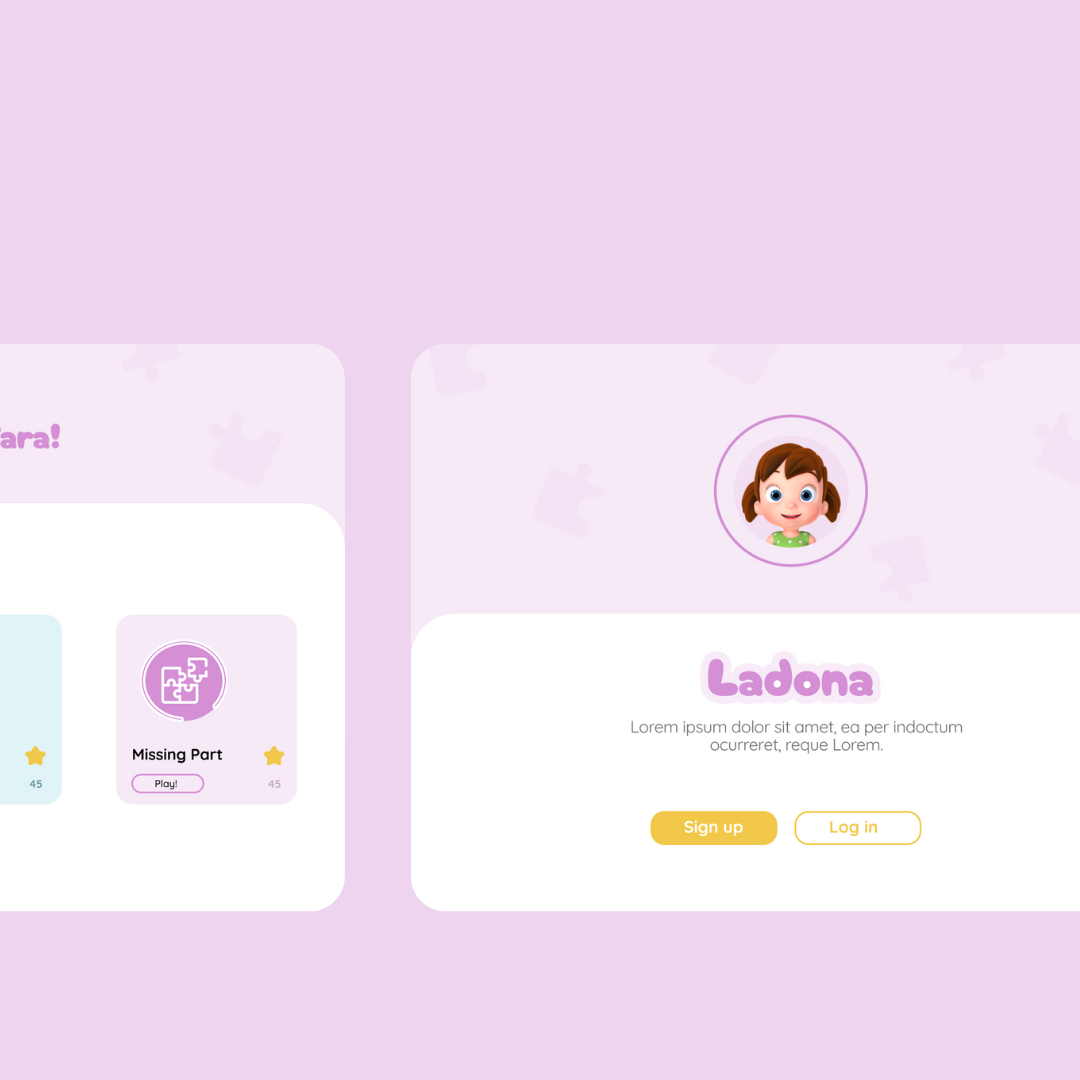 ara!
45
Missing Part
Play!
45
Ladona
Lorem ipsum dolor sit amet, ea per indoctum
ocurreret, reque Lorem.
Sign up
Log in